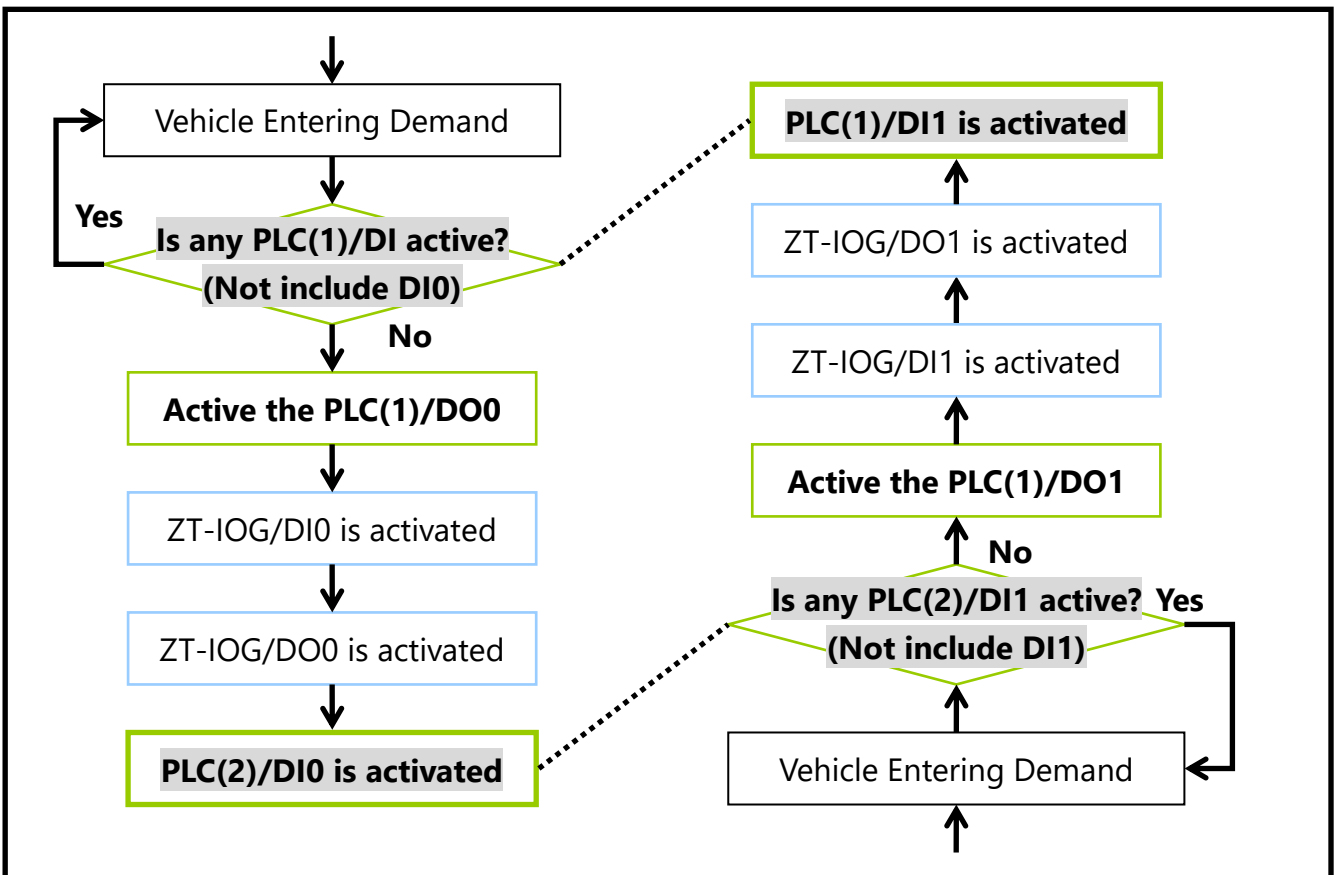 Vehicle Entering Demand
Yes
Is any PLC(1)/DI active?
(Not include DI0)
No
Active the PLC(1)/DO0
ZT-IOG/DI0 is activated
ZT-IOG/DO0 is activated
PLC(2)/DI0 is activated
PLC(1)/DI1 is activated
ZT-IOG/DO1 is activated
ZT-IOG/DI1 is activated
Active the PLC(1)/DO1
No
Is any PLC(2)/DI1 active?
Yes
(Not include DI1)
Vehicle Entering Demand